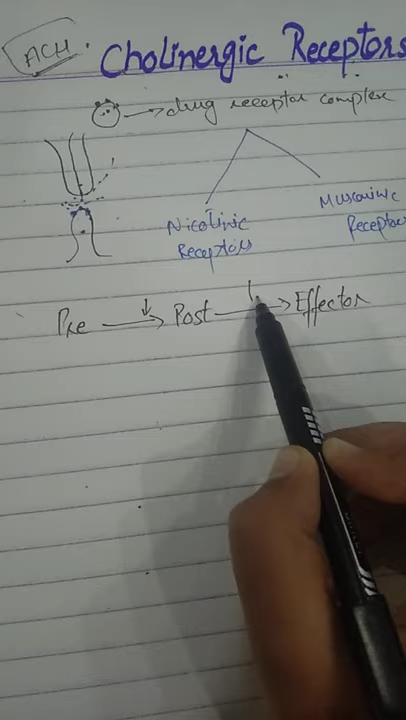 ACH. Cholinergic Receptors
→ drug receptor complex
Nicotinic Muscarinic
Receptors Receptor
Pre → Post → Effector